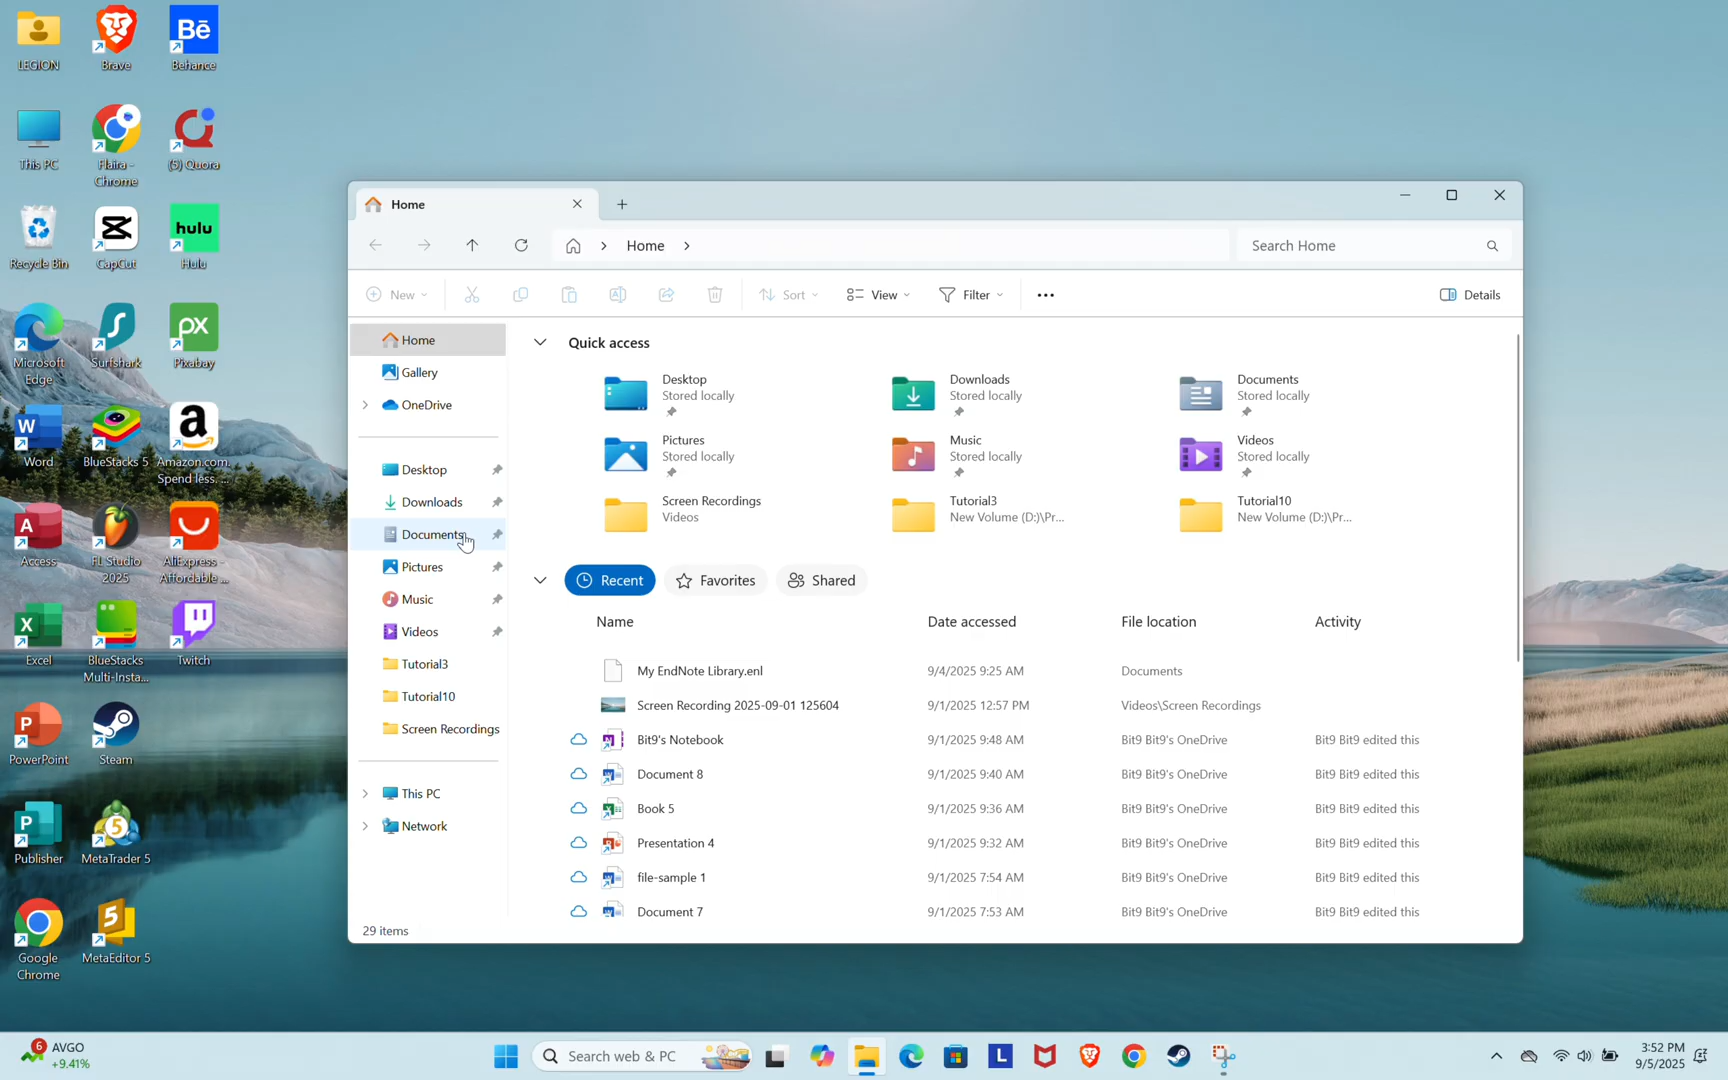 LEGION
Brave
Bē
Behance
This PC
Flaira -
Chrome
(5) Quora
Recycle Bin
CapCut
hulu
Hulu
Microsoft
Edge
Surfshark
px
Pixabay
W
Word
BlueStacks 5
a
Amazon.com.
Spend less. ...
A
Access
FL Studio
2025
AliExpress -
Affordable ...
X
Excel
BlueStacks
Multi-Insta...
Twitch
P
PowerPoint
Steam
P
Publisher
5
MetaTrader 5
Google
Chrome
5
MetaEditor 5
Home
Home
Search Home
New
Sort
View
Filter
Details
Home
Gallery
OneDrive
Desktop
Downloads
Documents
Pictures
Music
Videos
Tutorial3
Tutorial10
Screen Recordings
This PC
Network
Quick access
Desktop
Stored locally
Downloads
Stored locally
Documents
Stored locally
Pictures
Stored locally
Music
Stored locally
Videos
Stored locally
Screen Recordings
Videos
Tutorial3
New Volume (D:)\Pr...
Tutorial10
New Volume (D:)\Pr...
Recent
Favorites
Shared
Name Date accessed File location Activity
My EndNote Library.enl 9/4/2025 9:25 AM Documents
Screen Recording 2025-09-01 125604 9/1/2025 12:57 PM Videos\Screen Recordings
Bit9's Notebook 9/1/2025 9:48 AM Bit9 Bit9's OneDrive Bit9 Bit9 edited this
Document 8 9/1/2025 9:40 AM Bit9 Bit9's OneDrive Bit9 Bit9 edited this
Book 5 9/1/2025 9:36 AM Bit9 Bit9's OneDrive Bit9 Bit9 edited this
Presentation 4 9/1/2025 9:32 AM Bit9 Bit9's OneDrive Bit9 Bit9 edited this
file-sample 1 9/1/2025 7:54 AM Bit9 Bit9's OneDrive Bit9 Bit9 edited this
Document 7 9/1/2025 7:53 AM Bit9 Bit9's OneDrive Bit9 Bit9 edited this
29 items
6
AVGO
+9.41%
Search web & PC
L
3:52 PM
9/5/2025